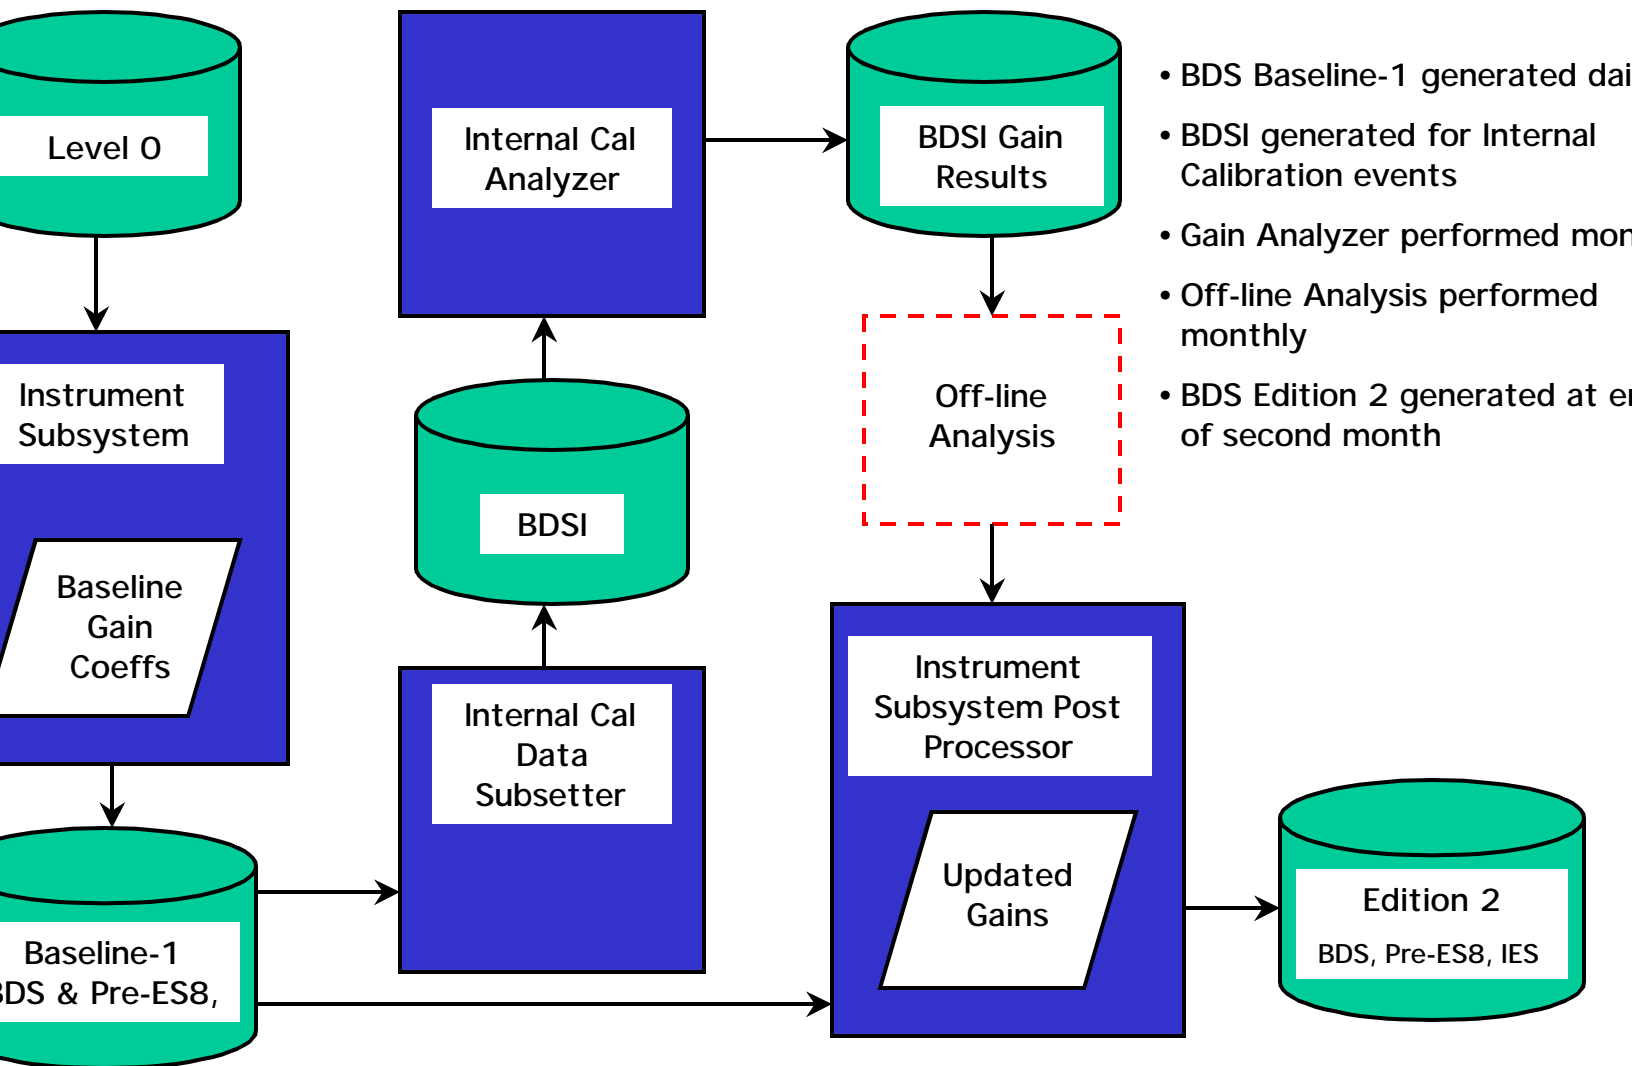 Level 0
Instrument
Subsystem
Baseline
Gain
Coeffs
Baseline-1
BDS & Pre-ES8,
Internal Cal
Analyzer
BDSI
Internal Cal
Data
Subsetter
BDSI Gain
Results
Off-line
Analysis
Instrument
Subsystem Post
Processor
Updated
Gains
Edition 2
BDS, Pre-ES8, IES
• BDS Baseline-1 generated dai
• BDSI generated for Internal
Calibration events
• Gain Analyzer performed mon
• Off-line Analysis performed
monthly
• BDS Edition 2 generated at en
of second month